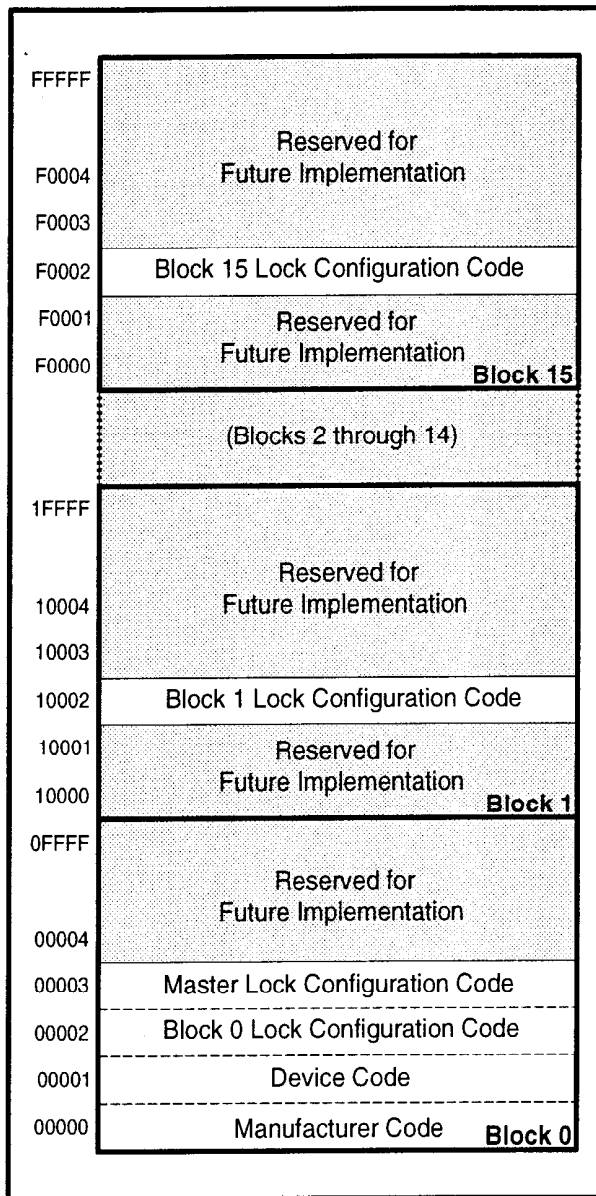 FFFFF
Reserved for
F0004 Future Implementation
F0003
F0002 Block 15 Lock Configuration Code
F0001 Reserved for
F0000 Future Implementation
Block 15
(Blocks 2 through 14)
1FFFF
Reserved for
10004 Future Implementation
10003
10002 Block 1 Lock Configuration Code
10001 Reserved for
10000 Future Implementation
Block 1
0FFFF
Reserved for
Future Implementation
00004
00003 Master Lock Configuration Code
00002 Block 0 Lock Configuration Code
00001 Device Code
00000 Manufacturer Code Block 0